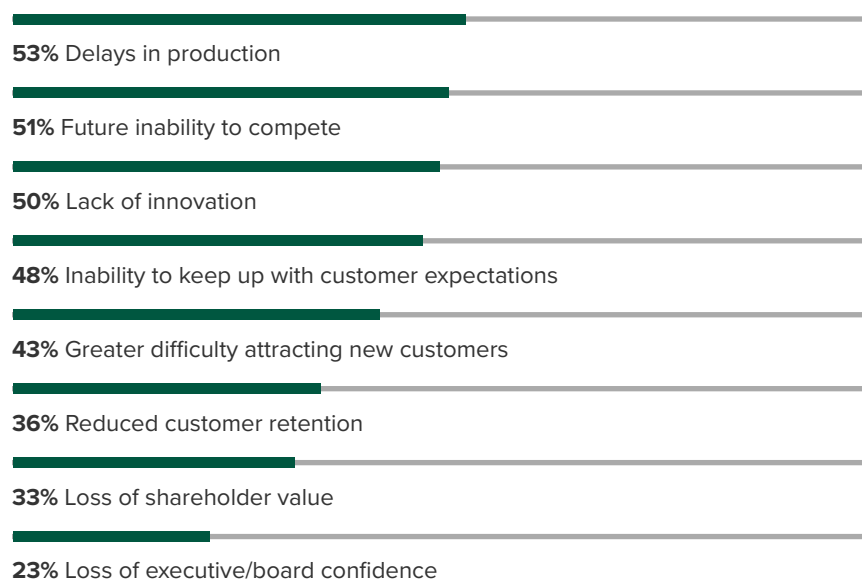 53% Delays in production
51% Future inability to compete
50% Lack of innovation
48% Inability to keep up with customer expectations
43% Greater difficulty attracting new customers
36% Reduced customer retention
33% Loss of shareholder value
23% Loss of executive/board confidence